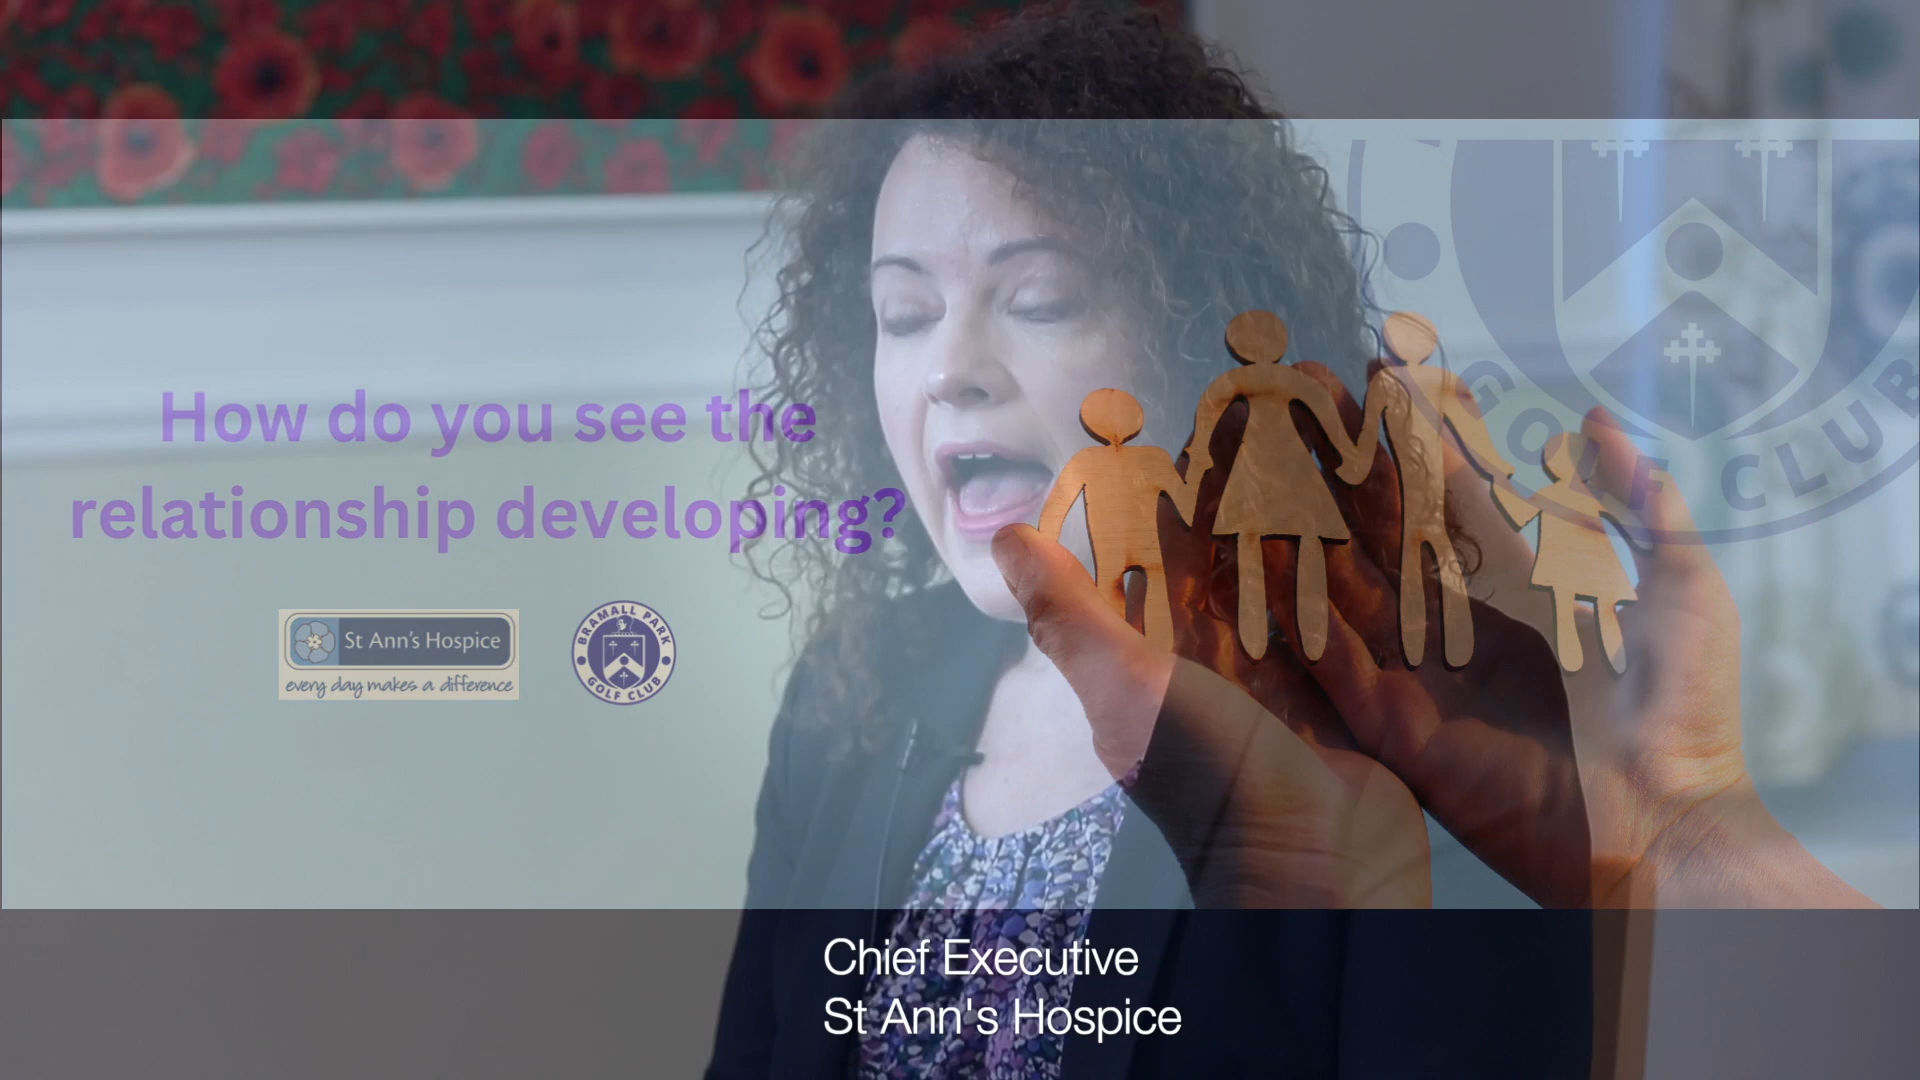 GOLF CLUB
How do you see the
relationship developing?
St Ann's Hospice
every day makes a difference
BRAMALL PARK
GOLF CLUB
Chief Executive
St Ann's Hospice